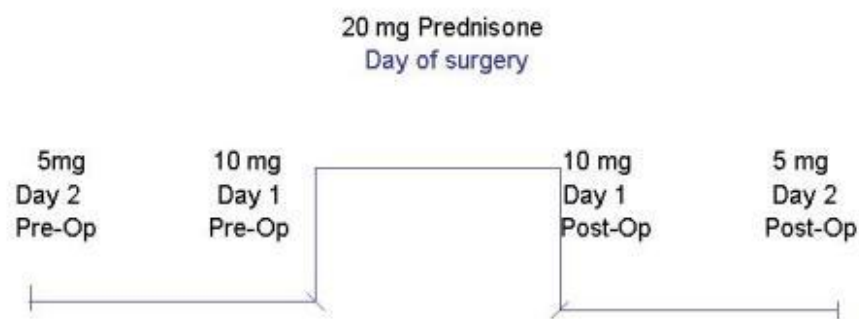 20 mg Prednisone
Day of surgery
5mg
Day 2
Pre-Op
10 mg
Day 1
Pre-Op
10 mg
Day 1
Post-Op
5 mg
Day 2
Post-Op